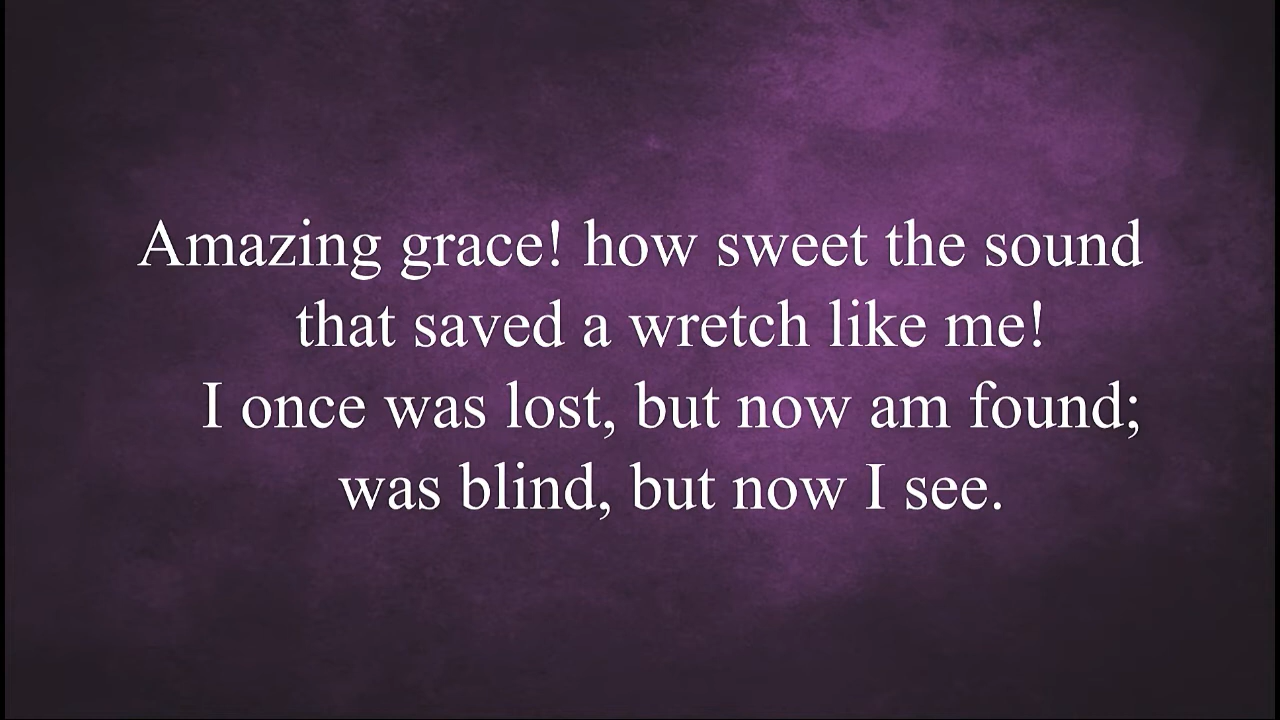 Amazing grace! how sweet the sound
that saved a wretch like me!
I once was lost, but now am found;
was blind, but now I see.